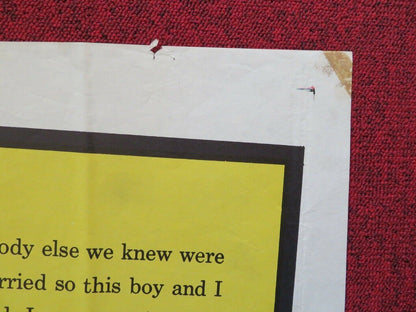 ody else we knew were
rried so this boy and I